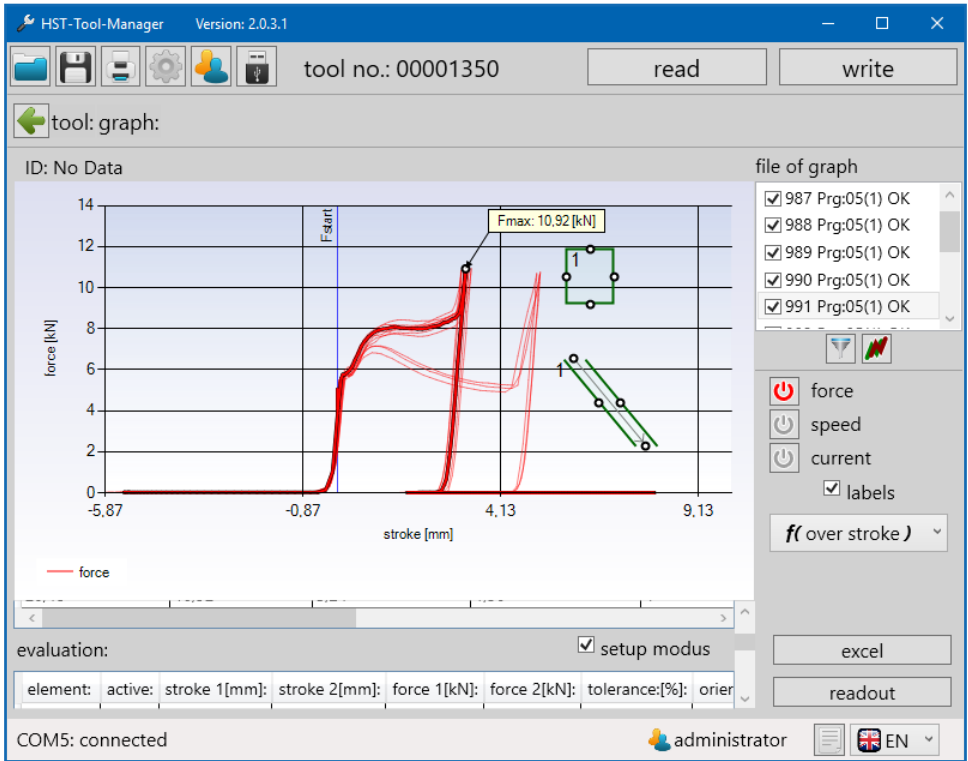 HST-Tool-Manager Version: 2.0.3.1
tool no.: 00001350 read write
tool: graph:
ID: No Data
file of graph
987 Prg:05(1) OK
988 Prg:05(1) OK
989 Prg:05(1) OK
990 Prg:05(1) OK
991 Prg:05(1) OK
14
12
10
8
6
4
2
0
force [kN]
Fstart
Fmax: 10,92 [kN]
1
1
-5,87 -0,87 4,13 9,13
stroke [mm]
force
force
speed
current
labels
f( over stroke )
evaluation:
setup modus
element: active: stroke 1[mm]: stroke 2[mm]: force 1[kN]: force 2[kN]: tolerance:[%]: orier
excel
readout
COM5: connected
administrator
EN